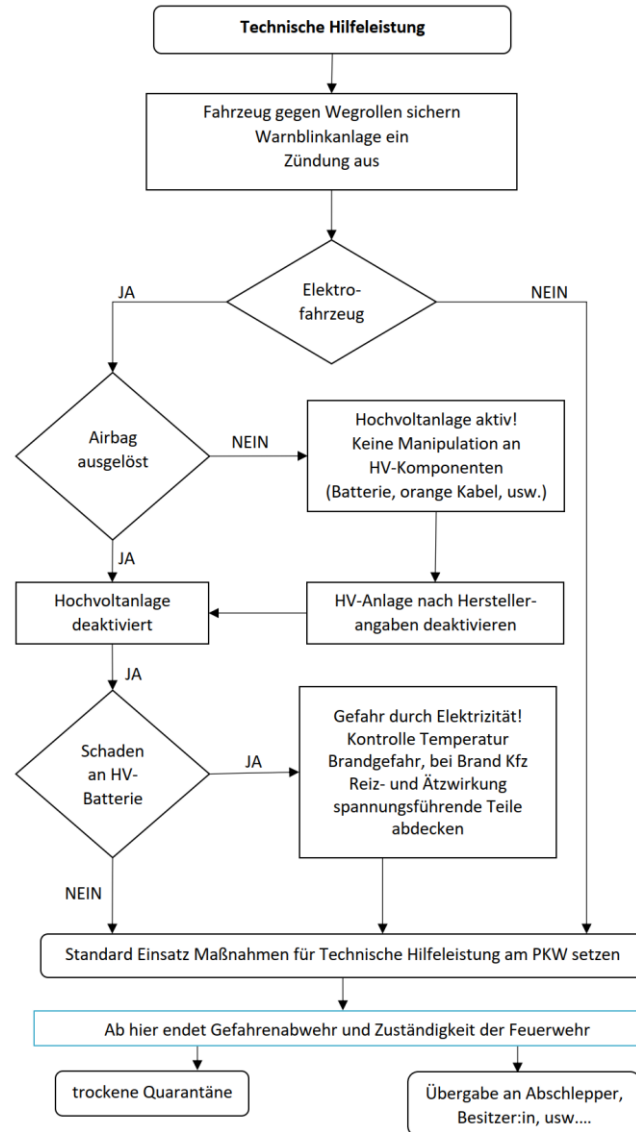 Technische Hilfeleistung
Fahrzeug gegen Wegrollen sichern
Warnblinkanlage ein
Zündung aus
JA
Elektro-
fahrzeug
NEIN
Airbag
ausgelöst
NEIN
Hochvoltanlage aktiv!
Keine Manipulation an
HV-Komponenten
(Batterie, orange Kabel, usw.)
JA
Hochvoltanlage
deaktiviert
HV-Anlage nach Hersteller-
angaben deaktivieren
JA
Schaden
an HV-
Batterie
JA
Gefahr durch Elektrizität!
Kontrolle Temperatur
Brandgefahr, bei Brand Kfz
Reiz- und Ätzwirkung
spannungsführende Teile
abdecken
NEIN
Standard Einsatz Maßnahmen für Technische Hilfeleistung am PKW setzen
Ab hier endet Gefahrenabwehr und Zuständigkeit der Feuerwehr
trockene Quarantäne
Übergabe an Abschlepper,
Besitzer:in, usw....